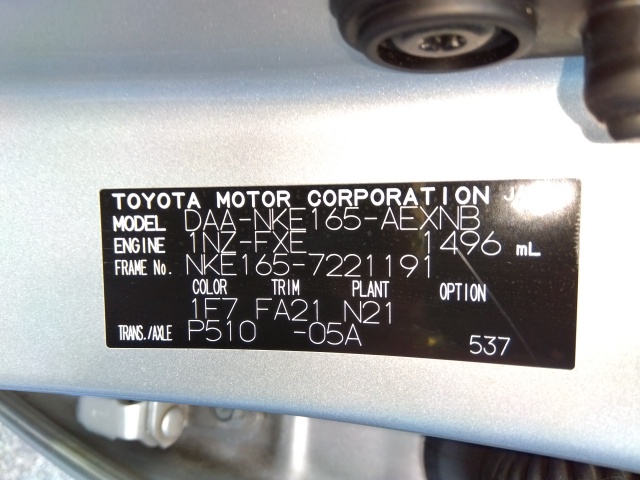 TOYOTA MOTOR CORPORATION
MODEL DAA-NKE165-AEXNB
ENGINE 1NZ-FXE 1496 mL
FRAME No. NKE165-7221191
COLOR TRIM PLANT OPTION
1F7 FA21 N21
TRANS./AXLE P510 -05A
537